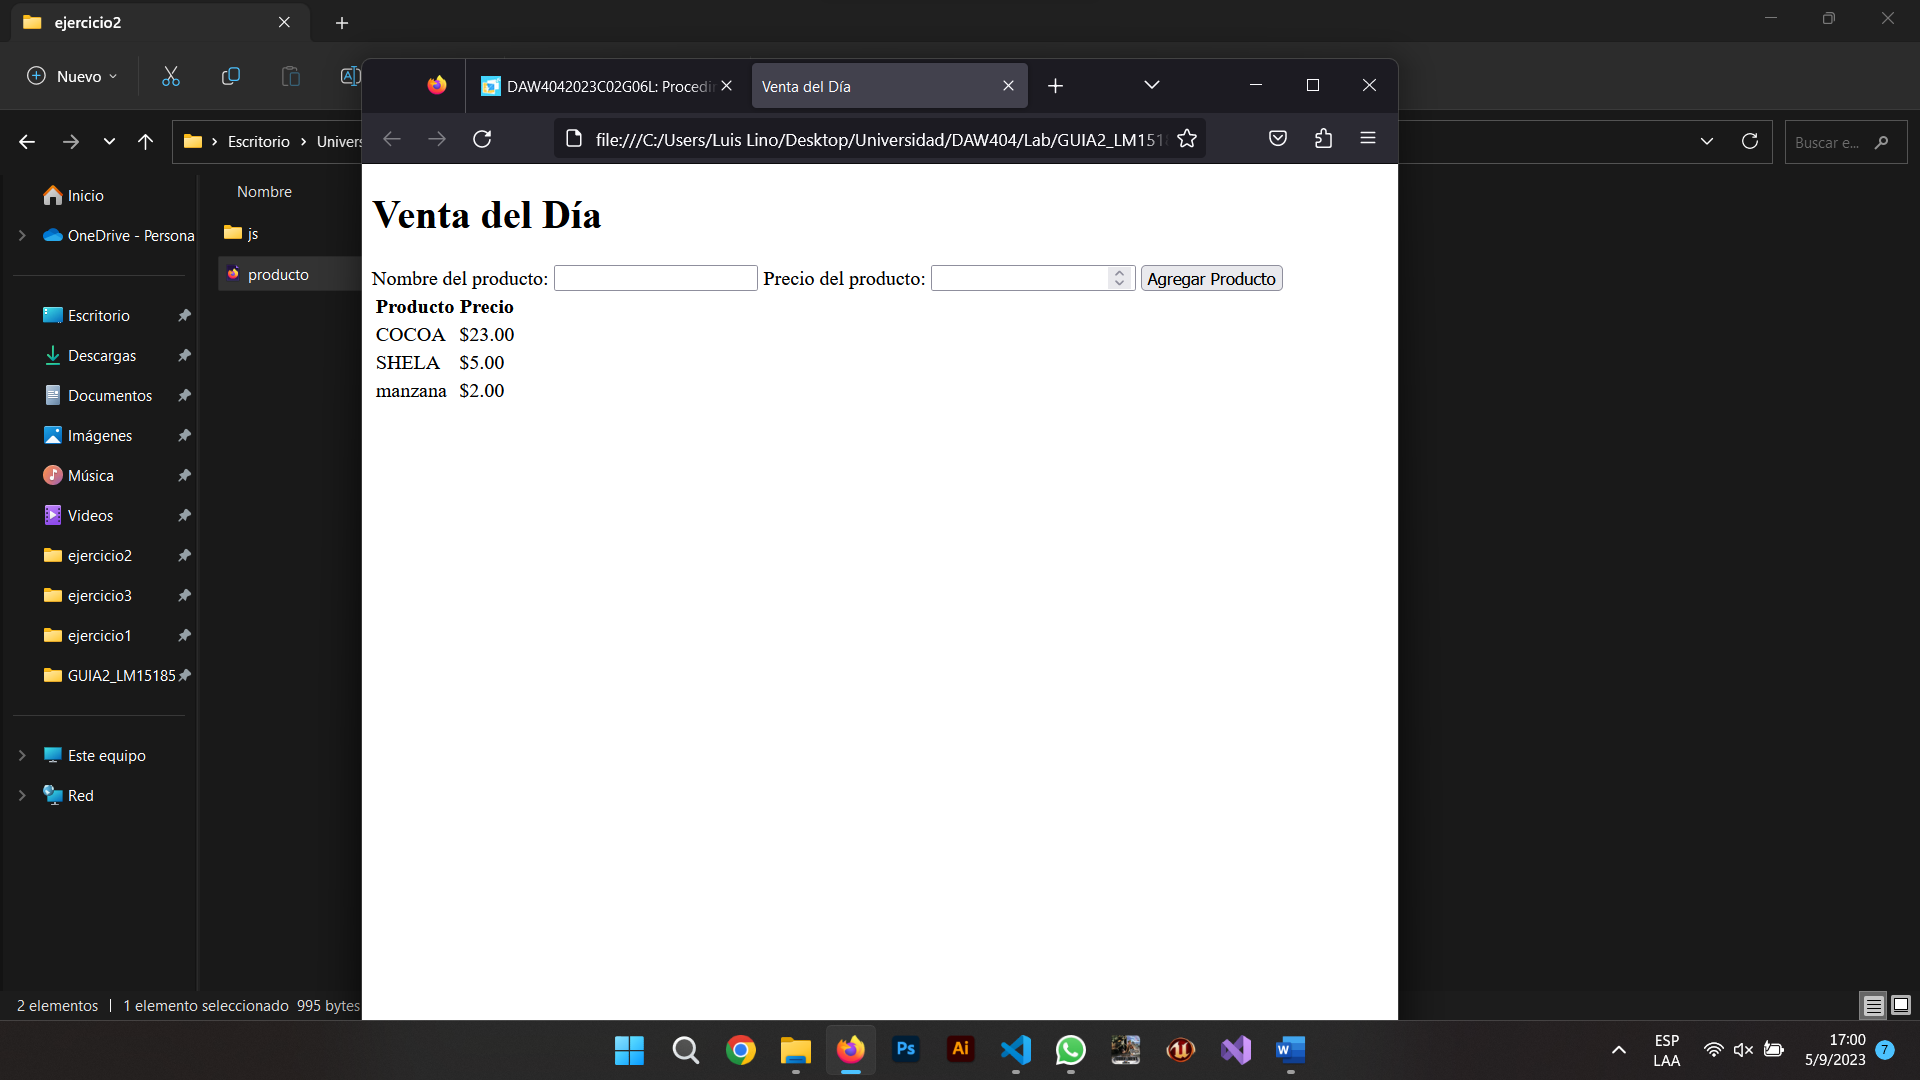 ejercicio2
Nuevo
DAW4042023C02G06L: Procedi
Venta del Día
file:///C:/Users/Luis Lino/Desktop/Universidad/DAW404/Lab/GUIA2_LM151
Escritorio
Univers
Buscar e...
Inicio
OneDrive - Persona
Escritorio
Descargas
Documentos
Imágenes
Música
Videos
ejercicio2
ejercicio3
ejercicio1
GUIA2_LM15185
Este equipo
Red
Nombre
js
producto
Venta del Día
Nombre del producto: Precio del producto: Agregar Producto
Producto Precio
COCOA $23.00
SHELA $5.00
manzana $2.00
2 elementos 1 elemento seleccionado 995 bytes
Ps
Ai
W
ESP
LAA
17:00
5/9/2023
7